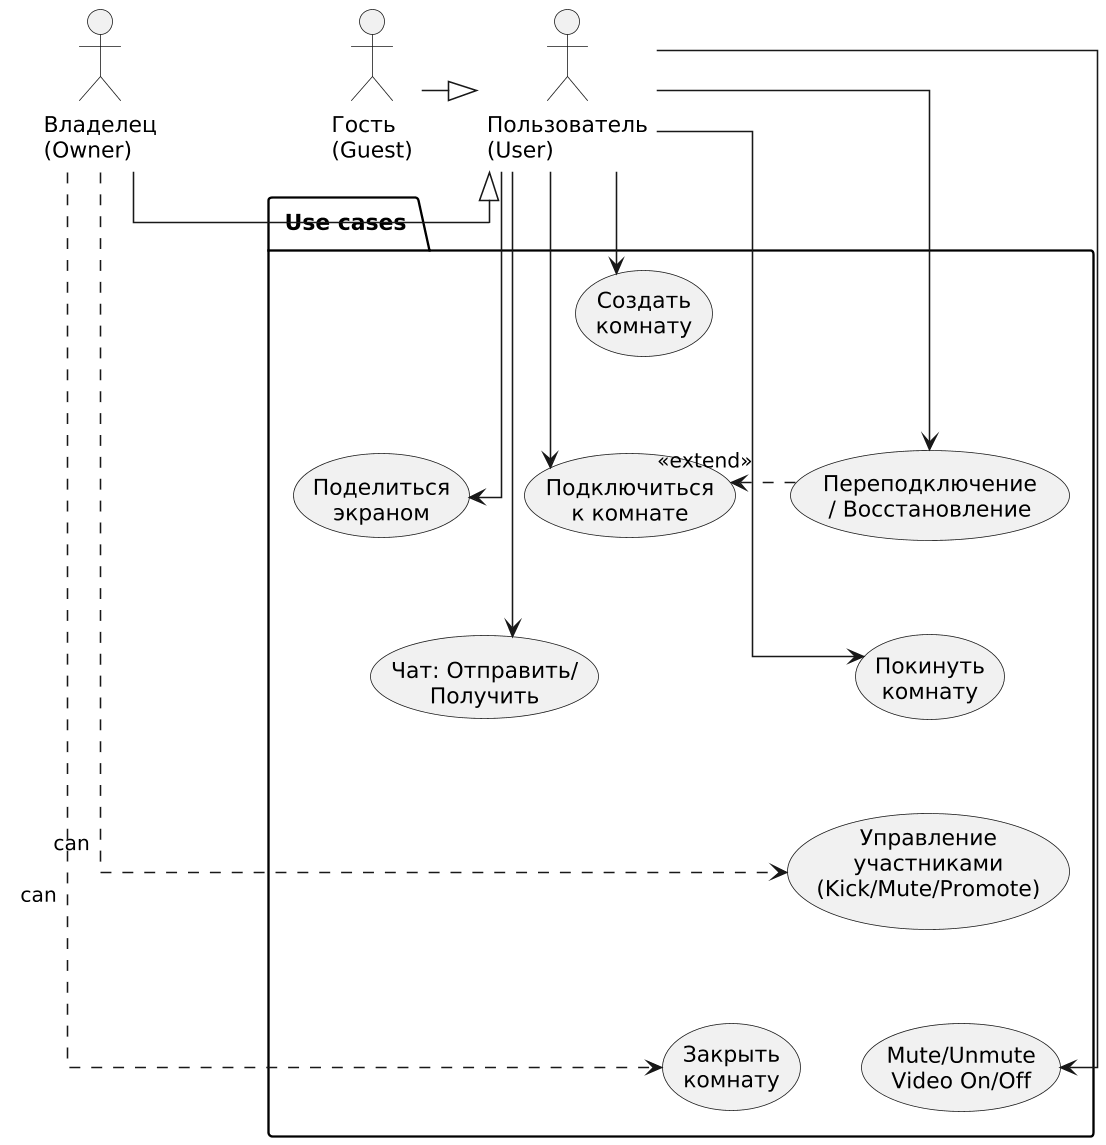 Владелец
(Owner)
Гость
(Guest)
Пользователь
(User)
Use cases
Создать
комнату
Поделиться
экраном
Подключиться
к комнате
«extend»
Переподключение
/ Восстановление
Чат: Отправить/
Получить
Покинуть
комнату
can
can
Управление
участниками
(Kick/Mute/Promote)
Закрыть
комнату
Mute/Unmute
Video On/Off